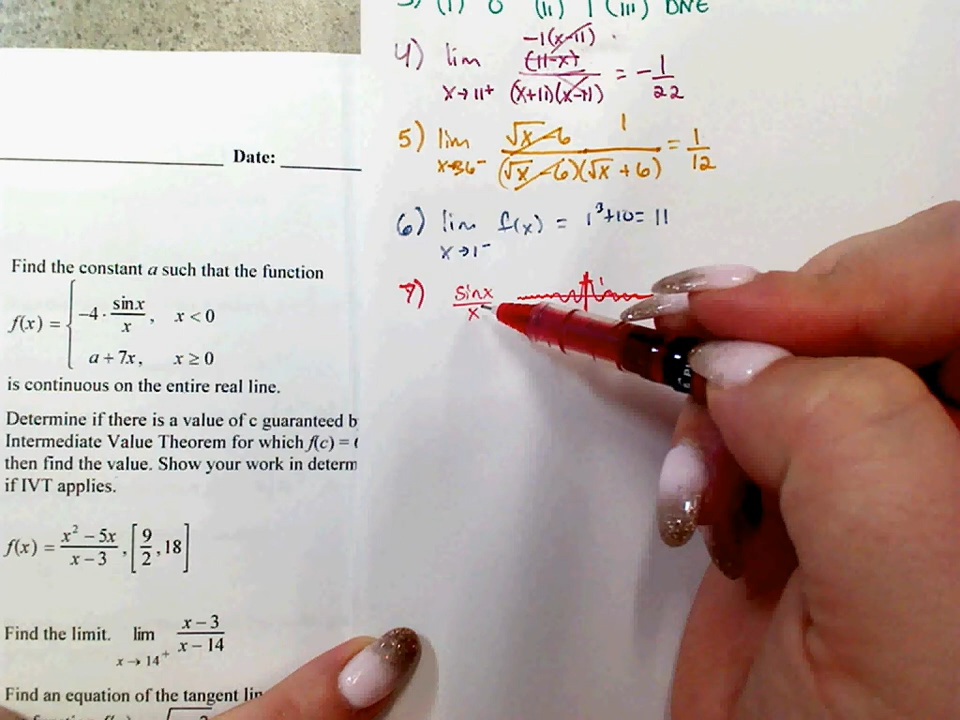 3) (i) 0 (ii) 1 (iii) DNE
4) lim x→11+ -1(x-11) (11-x) / (x+11)(x-11) = -1/22
5) lim x→36- √x-6 1 / (√x-6)(√x+6) = 1/12
6) lim x→1- f(x) = 1³+10 = 11
7) sinx/x
Date:
Find the constant a such that the function
f(x) = { -4 · sinx/x, x < 0
a + 7x, x ≥ 0
is continuous on the entire real line.
Determine if there is a value of c guaranteed b
Intermediate Value Theorem for which f(c) =
then find the value. Show your work in determ
if IVT applies.
f(x) = x² - 5x / x - 3, [9/2, 18]
Find the limit. lim x→14+ x - 3 / x - 14
Find an equation of the tangent lin